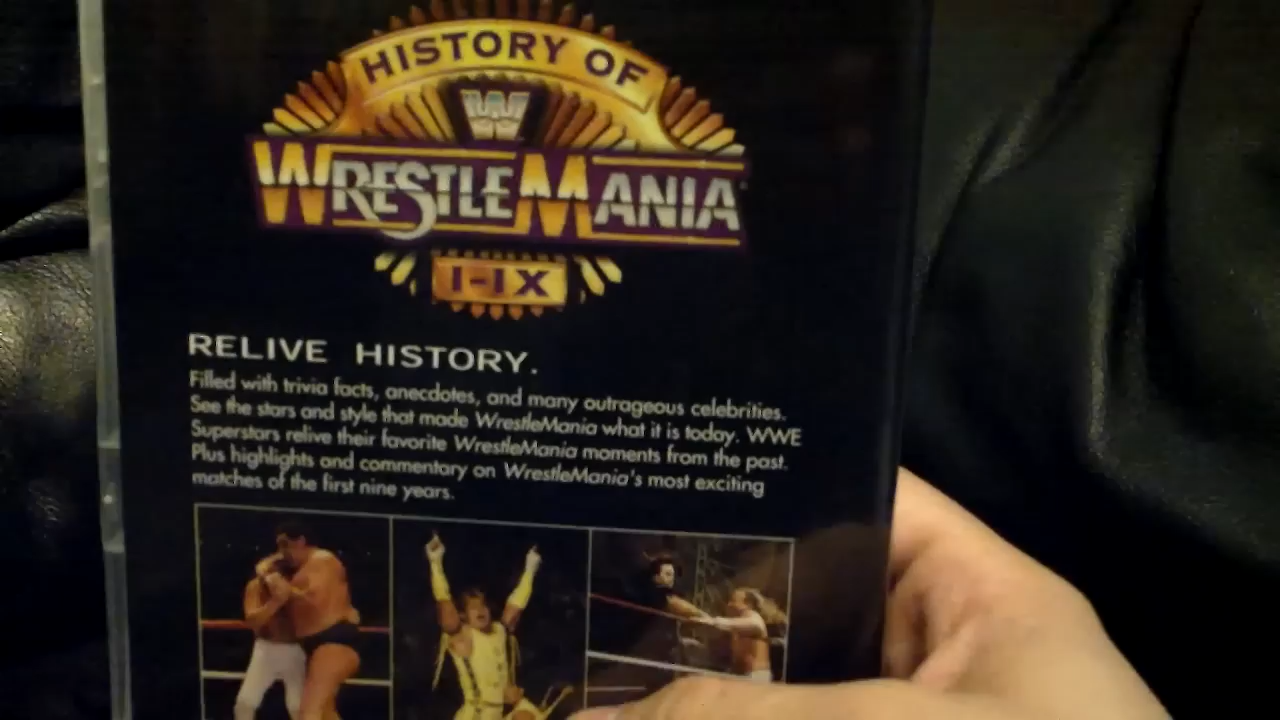 HISTORY OF
W
WRESTLEMANIA
I-IX
RELIVE HISTORY.
Filled with trivia facts, anecdotes, and many outrageous celebrities.
See the stars and style that made WrestleMania what it is today. WWE
Superstars relive their favorite WrestleMania moments from the past.
Plus highlights and commentary on WrestleMania's most exciting
matches of the first nine years.